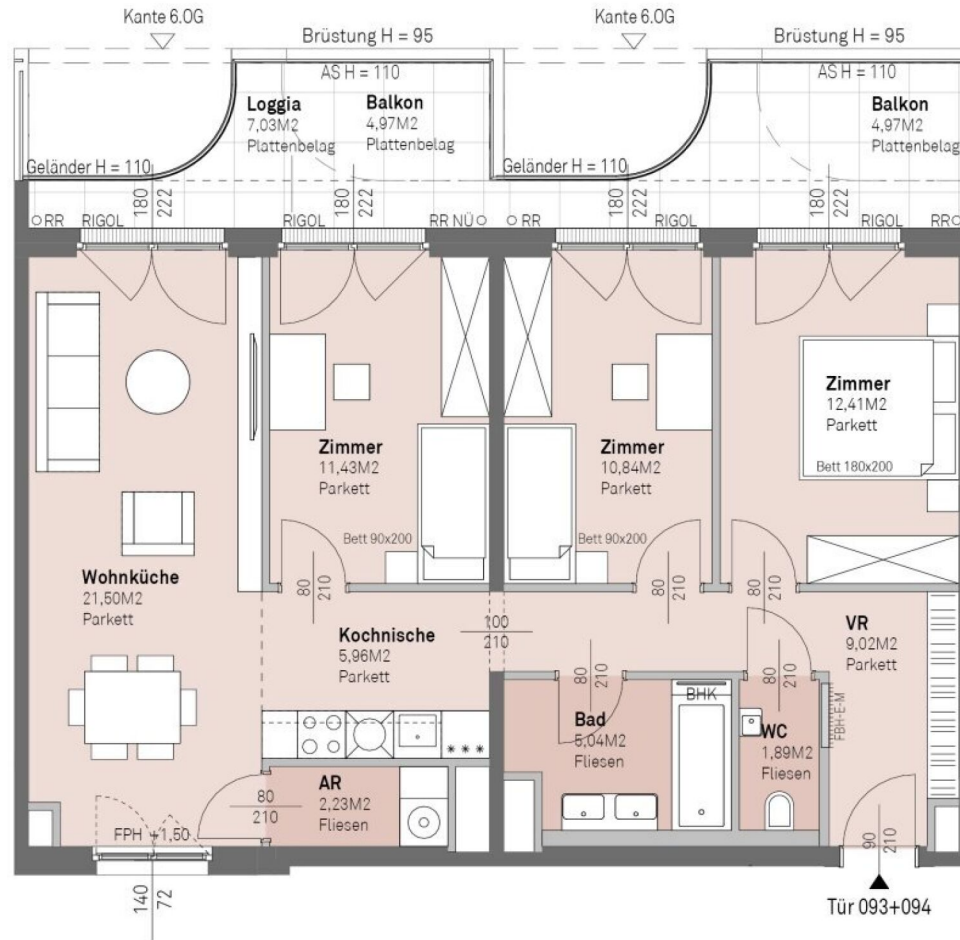 Kante 6.OG
Kante 6.OG
Brüstung H = 95
Brüstung H = 95
AS H = 110
AS H = 110
Loggia
7,03M2
Plattenbelag
Balkon
4,97M2
Plattenbelag
Balkon
4,97M2
Plattenbelag
Geländer H = 110
Geländer H = 110
180
222
180
222
180
222
180
222
RR
RIGOL
RIGOL
RR NÜ
RR
RIGOL
RIGOL
RR
Zimmer
11,43M2
Parkett
Bett 90x200
Zimmer
10,84M2
Parkett
Bett 90x200
Zimmer
12,41M2
Parkett
Bett 180x200
Wohnküche
21,50M2
Parkett
80
210
80
210
80
210
Kochnische
5,96M2
Parkett
100
210
VR
9,02M2
Parkett
80
210
80
210
BHK
FBH-E-M
Bad
5,04M2
Fliesen
WC
1,89M2
Fliesen
AR
2,23M2
Fliesen
80
210
FPH +1,50
140
72
90
210
Tür 093+094